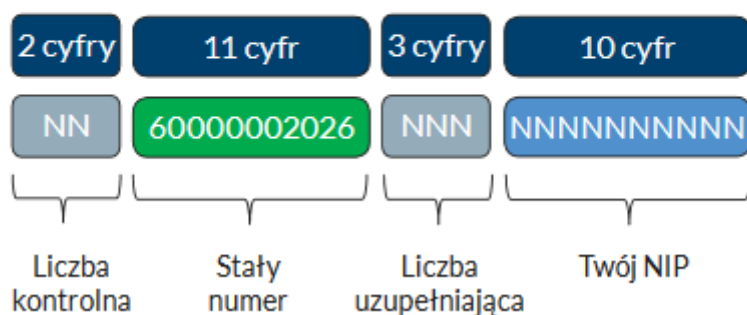 2 cyfry 11 cyfr 3 cyfry 10 cyfr
NN 60000002026 NNN NNNNNNNNNN
Liczba Stały Liczba Twój NIP
kontrolna numer uzupełniająca